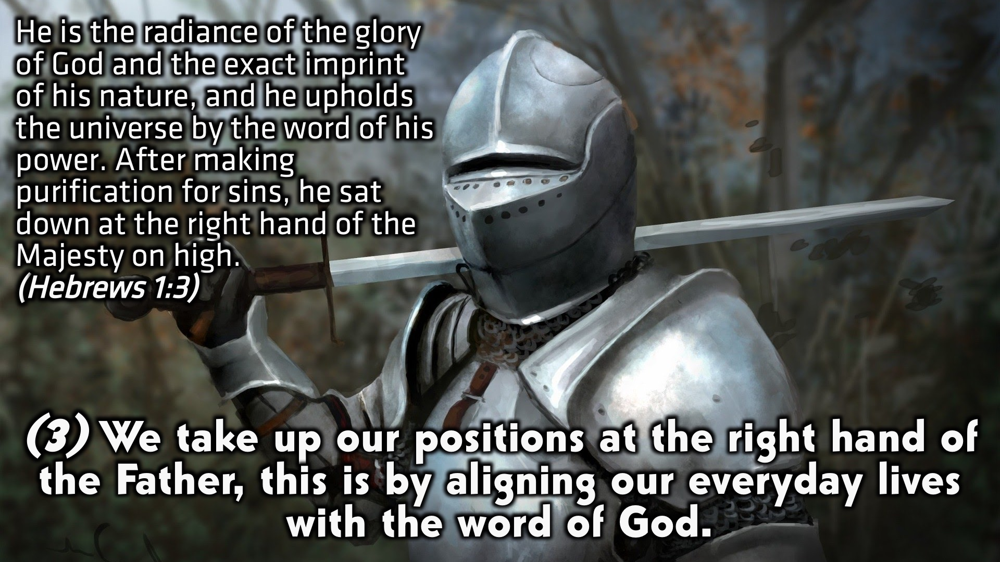 He is the radiance of the glory
of God and the exact imprint
of his nature, and he upholds
the universe by the word of his
power. After making
purification for sins, he sat
down at the right hand of the
Majesty on high.
(Hebrews 1:3)
(3) We take up our positions at the right hand of
the Father, this is by aligning our everyday lives
with the word of God.